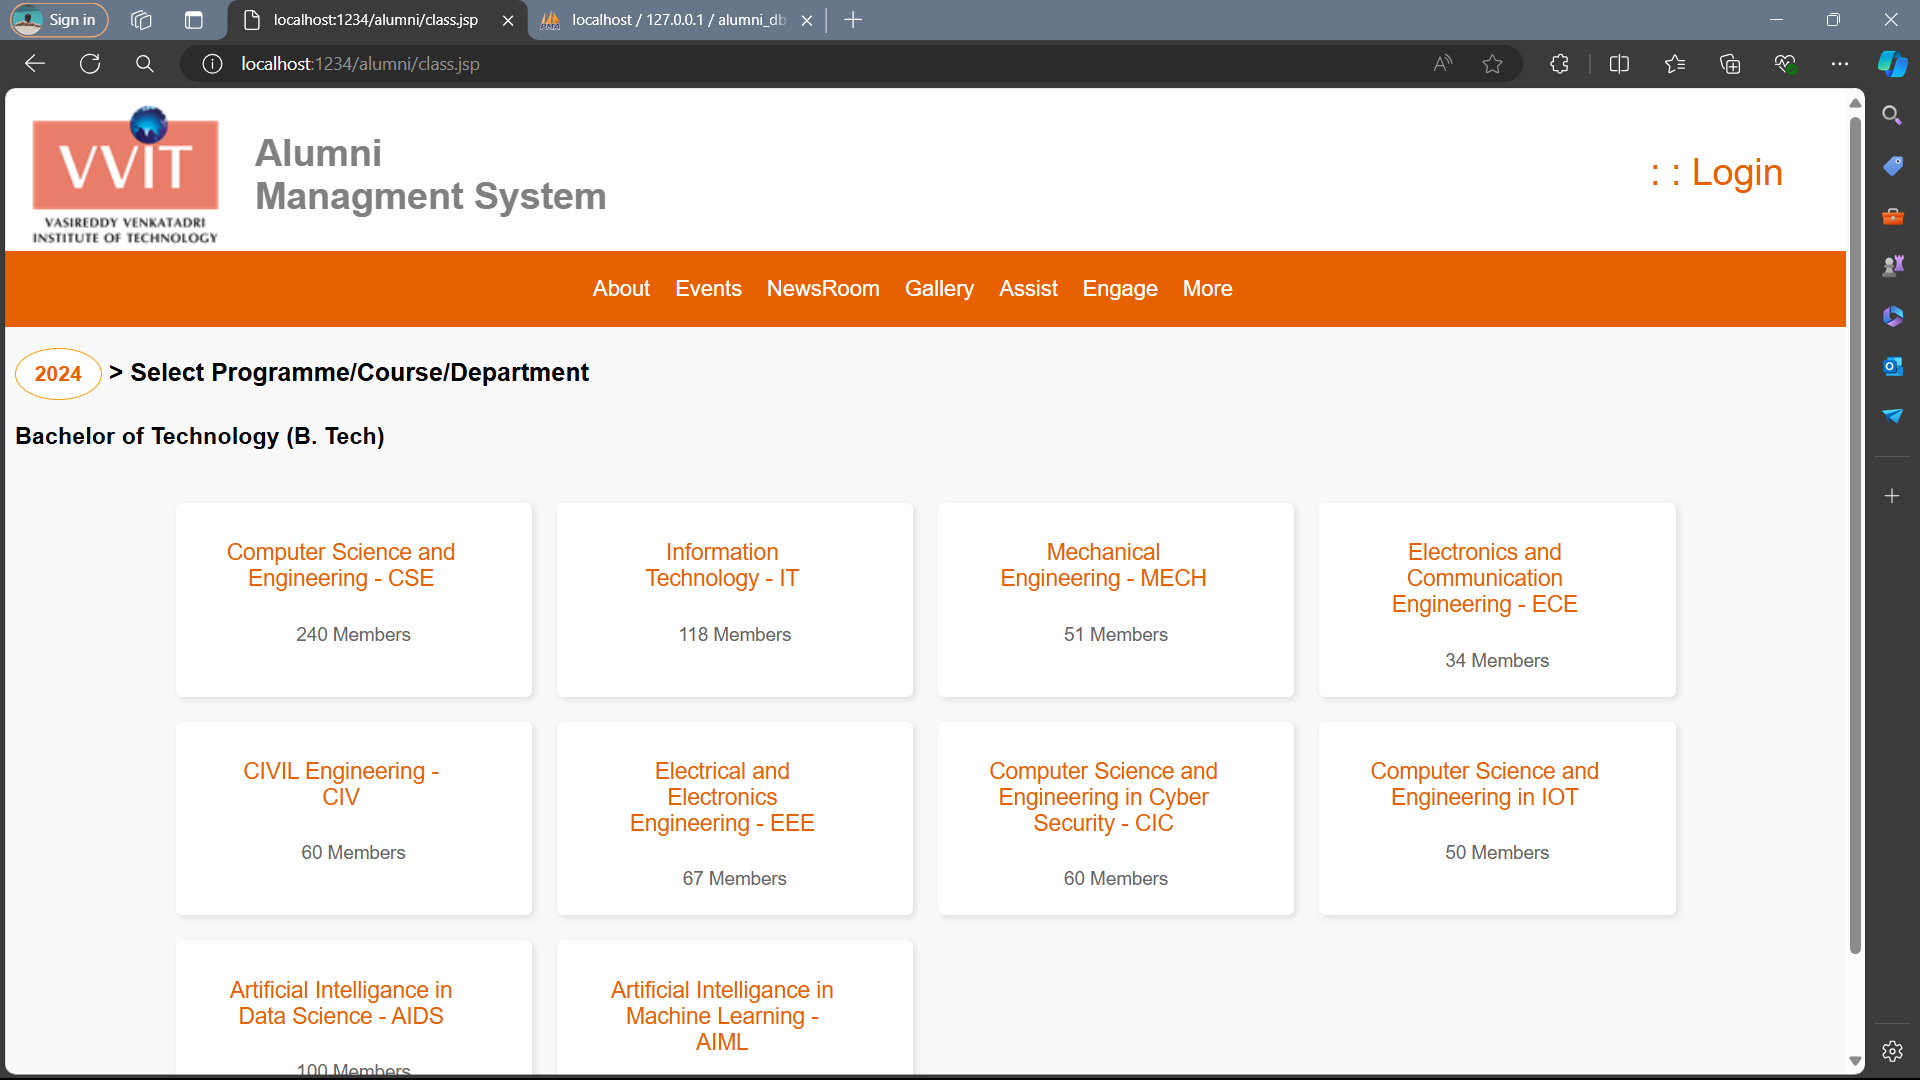 Sign in
localhost:1234/alumni/class.jsp
localhost / 127.0.0.1 / alumni_db
localhost:1234/alumni/class.jsp
VVIT
VASIREDDY VENKATADRI
INSTITUTE OF TECHNOLOGY
Alumni
Managment System
: : Login
About Events NewsRoom Gallery Assist Engage More
2024 > Select Programme/Course/Department
Bachelor of Technology (B. Tech)
Computer Science and
Engineering - CSE
240 Members
Information
Technology - IT
118 Members
Mechanical
Engineering - MECH
51 Members
Electronics and
Communication
Engineering - ECE
34 Members
CIVIL Engineering -
CIV
60 Members
Electrical and
Electronics
Engineering - EEE
67 Members
Computer Science and
Engineering in Cyber
Security - CIC
60 Members
Computer Science and
Engineering in IOT
50 Members
Artificial Intelligance in
Data Science - AIDS
100 Members
Artificial Intelligance in
Machine Learning -
AIML